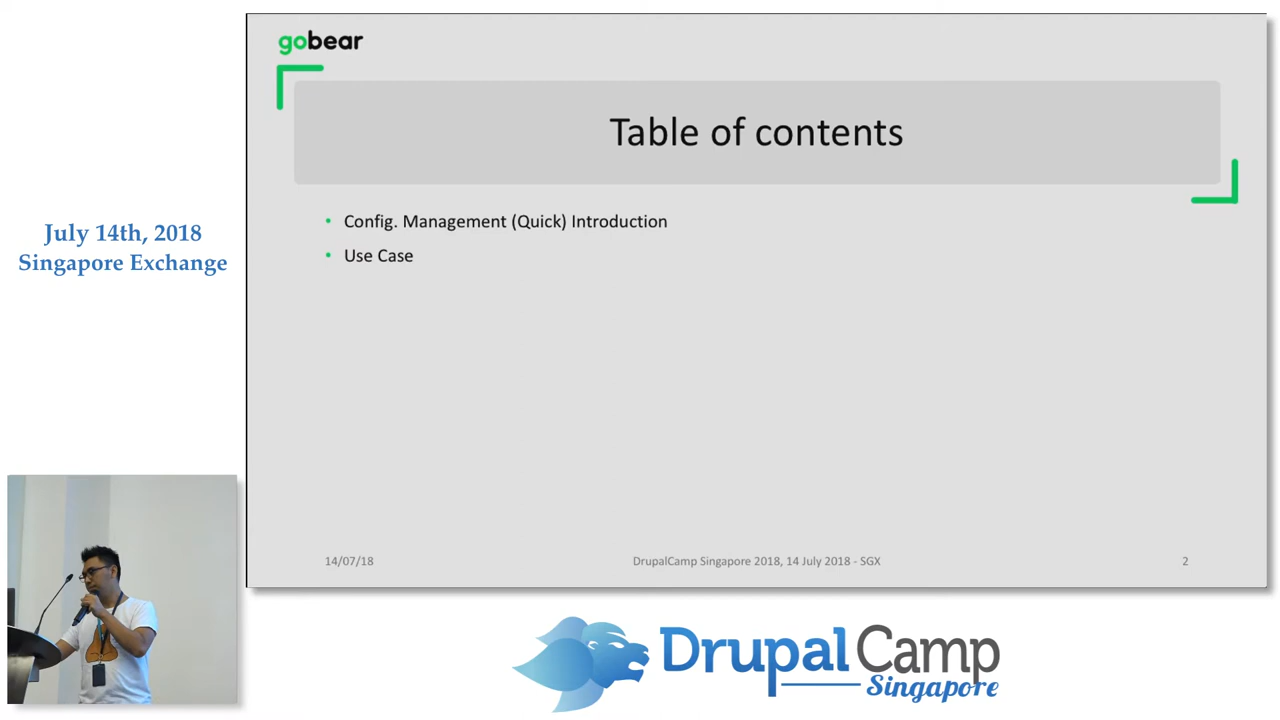 gobear
Table of contents
July 14th, 2018
Singapore Exchange
• Config. Management (Quick) Introduction
• Use Case
14/07/18
DrupalCamp Singapore 2018, 14 July 2018 - SGX
2
DrupalCamp
Singapore